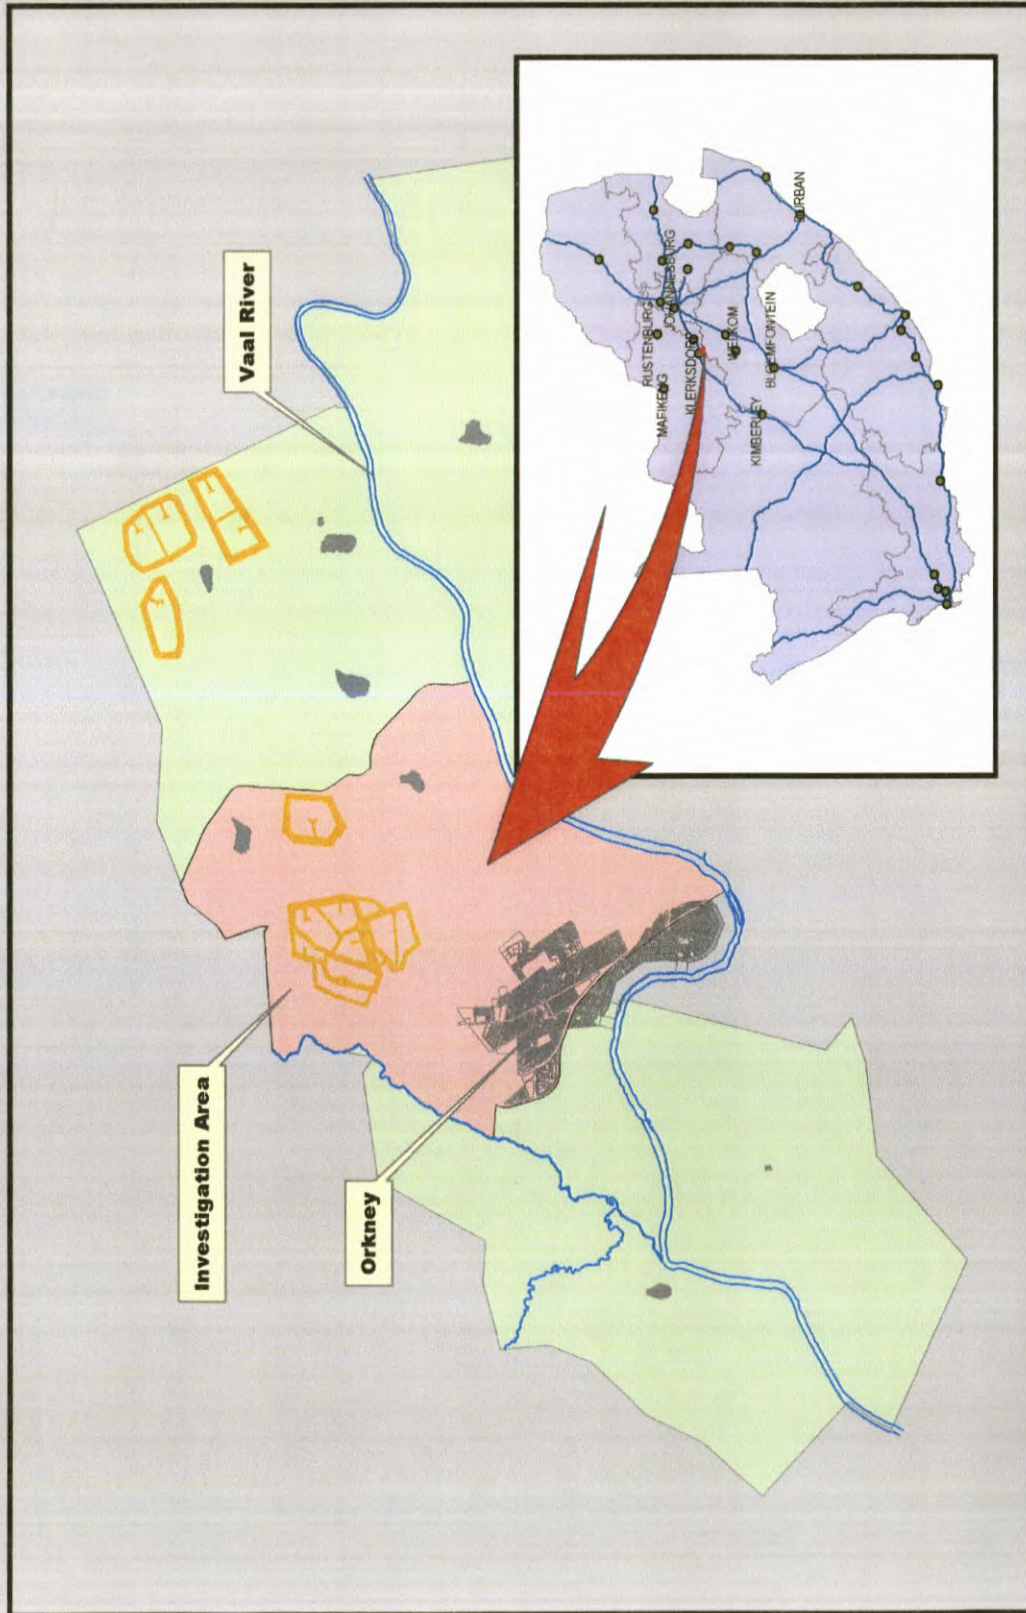 Investigation Area
Orkney
Vaal River
RUSTENBURG
MAFIKENG
JOHANNESBURG
KLERKSDORP
WELKOM
KIMBERLEY
BLOEMFONTEIN
DURBAN